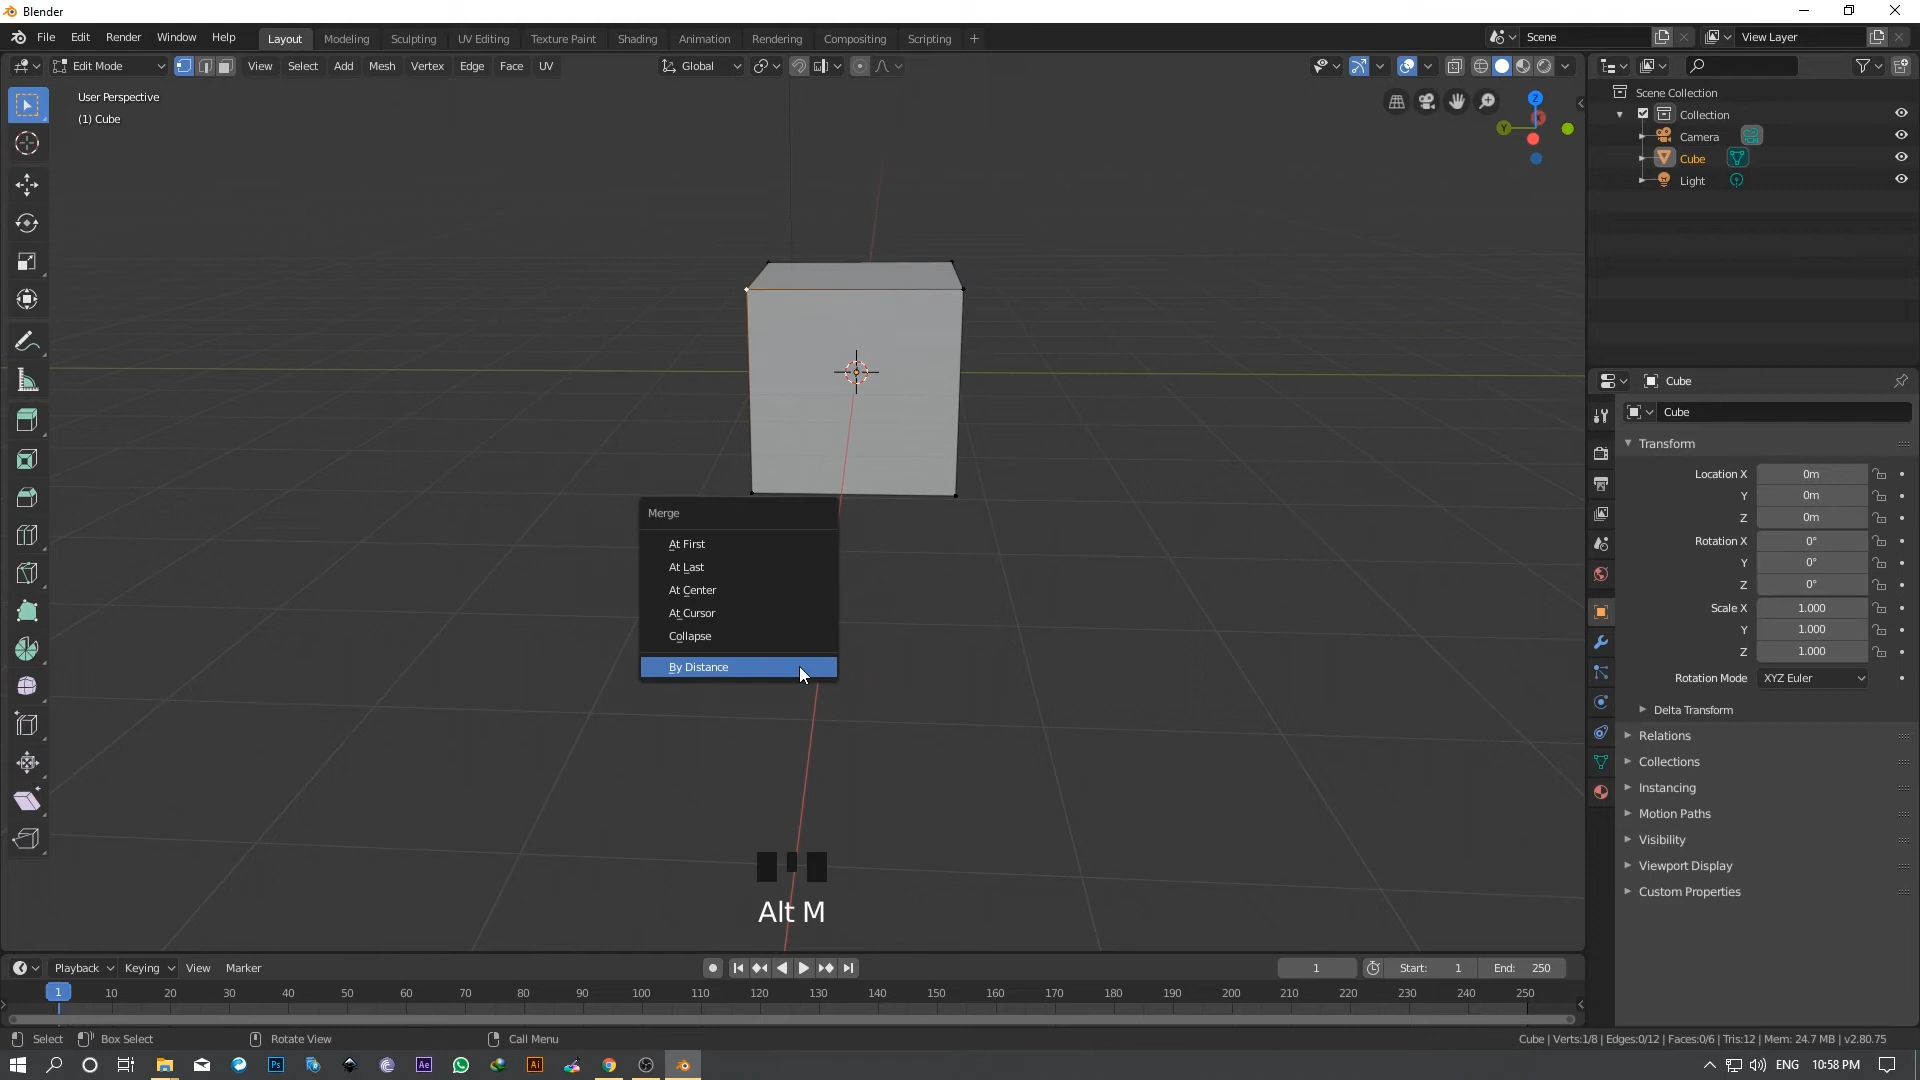 Blender
File Edit Render Window Help Layout Modeling Sculpting UV Editing Texture Paint Shading Animation Rendering Compositing Scripting + Scene View Layer
Edit Mode View Select Add Mesh Vertex Edge Face UV Global
User Perspective
(1) Cube
Z
Y
X
Scene Collection
Collection
Camera
Cube
Light
Merge
At First
At Last
At Center
At Cursor
Collapse
By Distance
Alt M
Cube
Cube
Transform
Location X 0m
Y 0m
Z 0m
Rotation X 0°
Y 0°
Z 0°
Scale X 1.000
Y 1.000
Z 1.000
Rotation Mode XYZ Euler
Delta Transform
Relations
Collections
Instancing
Motion Paths
Visibility
Viewport Display
Custom Properties
Playback Keying View Marker 1 Start: 1 End: 250
1 10 20 30 40 50 60 70 80 90 100 110 120 130 140 150 160 170 180 190 200 210 220 230 240 250
Select Box Select Rotate View Call Menu Cube | Verts:1/8 | Edges:0/12 | Faces:0/6 | Tris:12 | Mem: 24.7 MB | v2.80.75
Ps Ae Ai ENG 10:58 PM